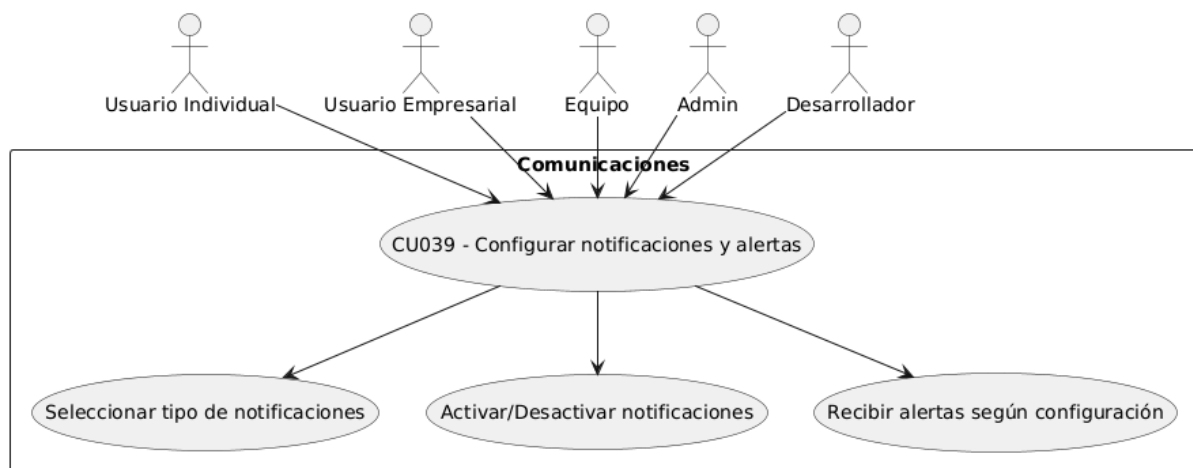 Usuario Individual
Usuario Empresarial
Equipo
Admin
Desarrollador
Comunicaciones
CU039 - Configurar notificaciones y alertas
Seleccionar tipo de notificaciones
Activar/Desactivar notificaciones
Recibir alertas según configuración